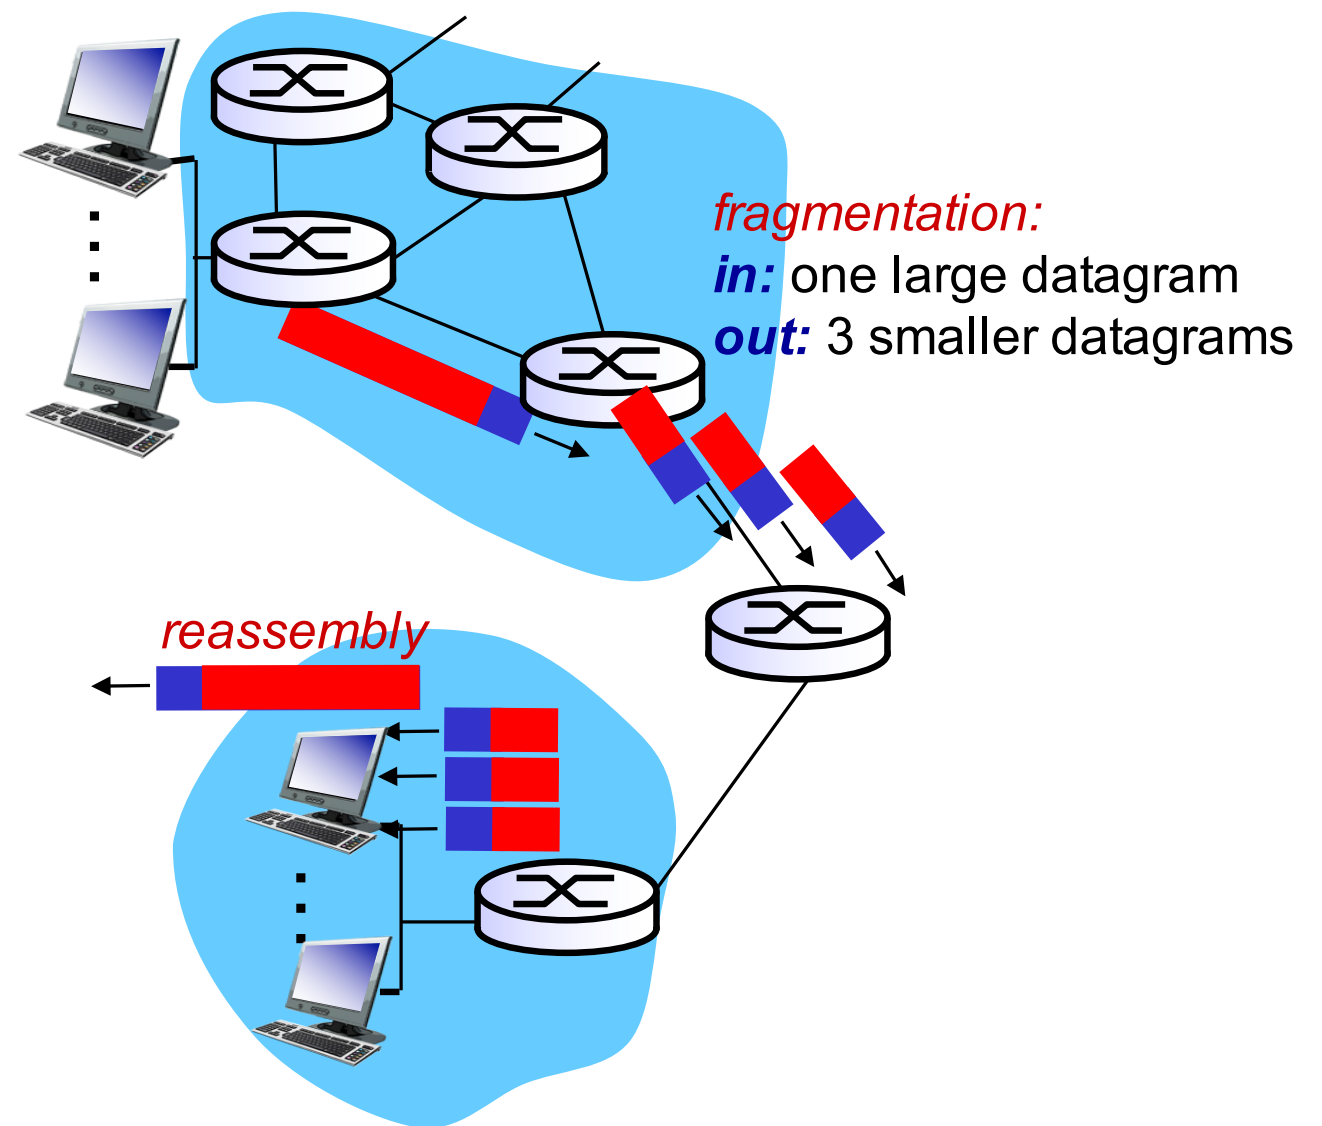 fragmentation:
in: one large datagram
out: 3 smaller datagrams
reassembly